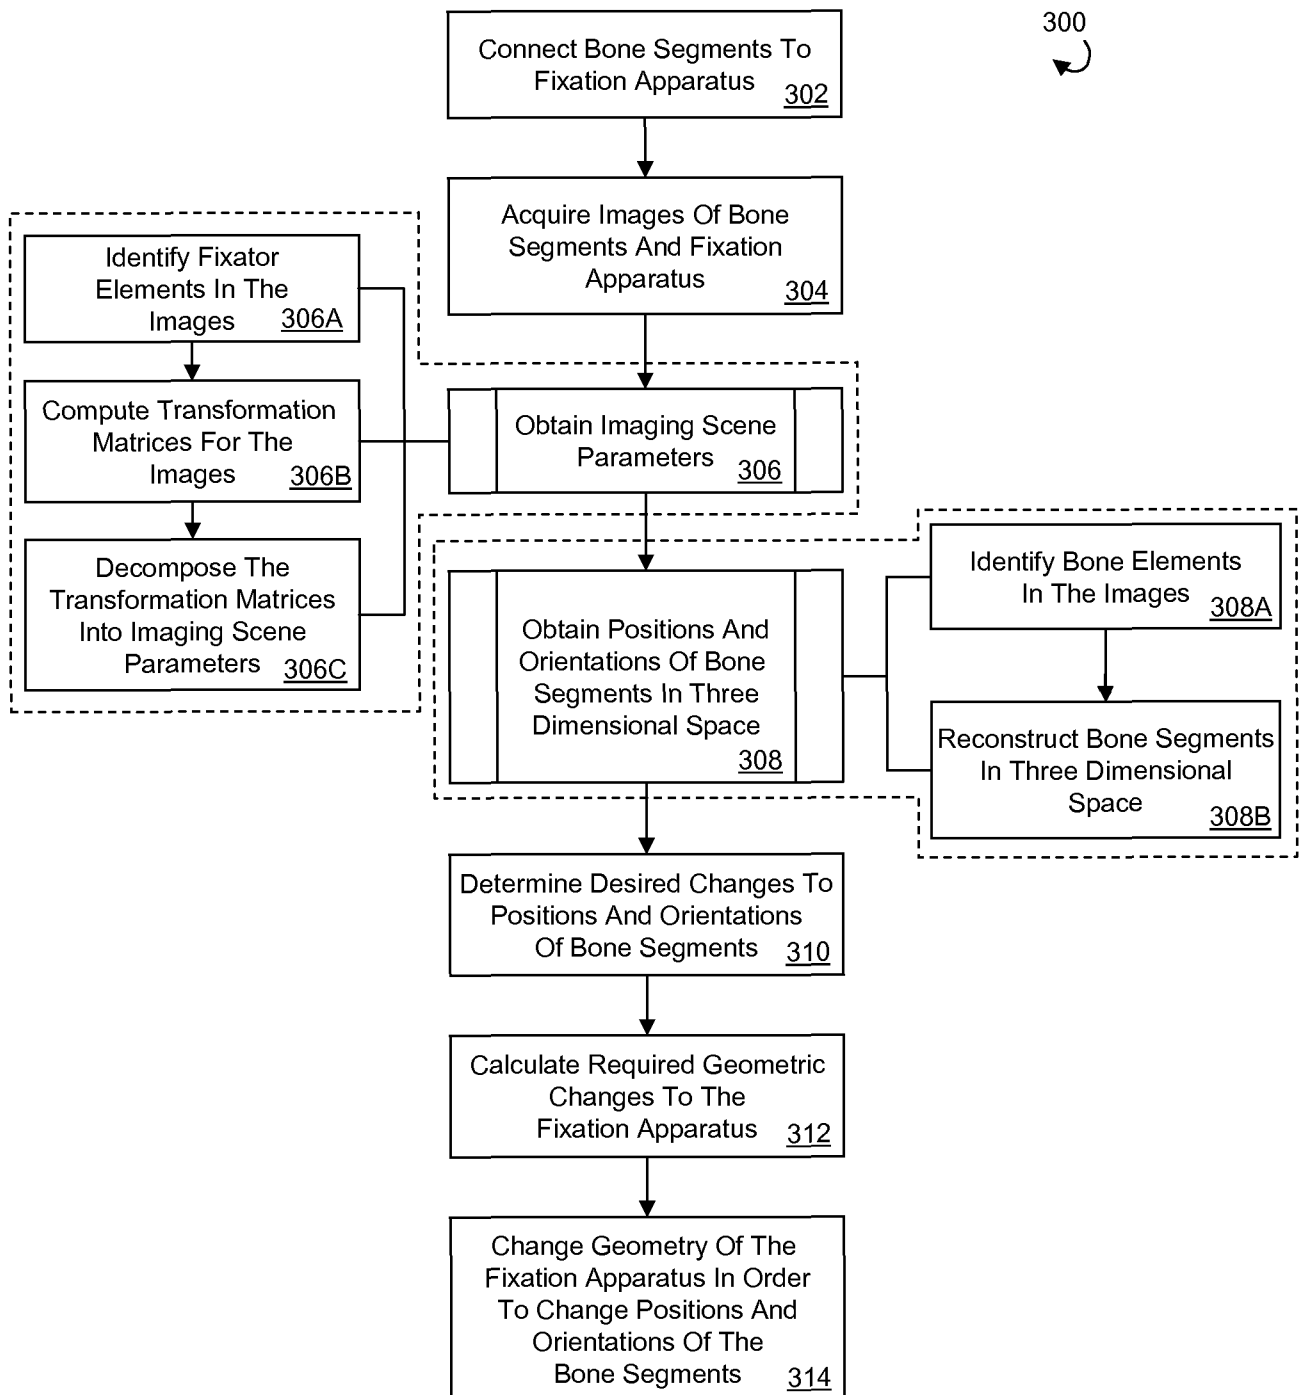 300
Connect Bone Segments To
Fixation Apparatus
302
Acquire Images Of Bone
Segments And Fixation
Apparatus
304
Identify Fixator
Elements In The
Images
306A
Compute Transformation
Matrices For The
Images
306B
Decompose The
Transformation Matrices
Into Imaging Scene
Parameters
306C
Obtain Imaging Scene
Parameters
306
Obtain Positions And
Orientations Of Bone
Segments In Three
Dimensional Space
308
Identify Bone Elements
In The Images
308A
Reconstruct Bone Segments
In Three Dimensional
Space
308B
Determine Desired Changes To
Positions And Orientations
Of Bone Segments
310
Calculate Required Geometric
Changes To The
Fixation Apparatus
312
Change Geometry Of The
Fixation Apparatus In Order
To Change Positions And
Orientations Of The
Bone Segments
314